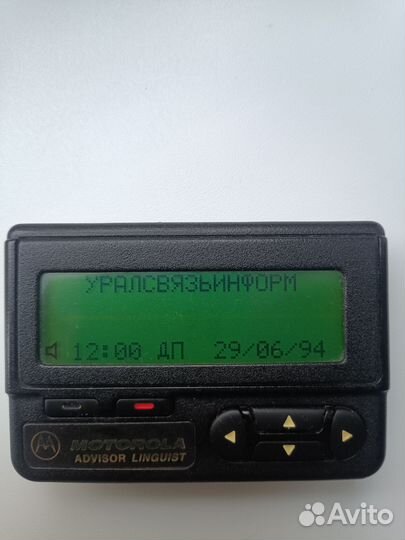 УРАЛСВЯЗЬИНФОРМ
12:00 ДП 29/06/94
MOTOROLA
ADVISOR LINGUIST
Avito